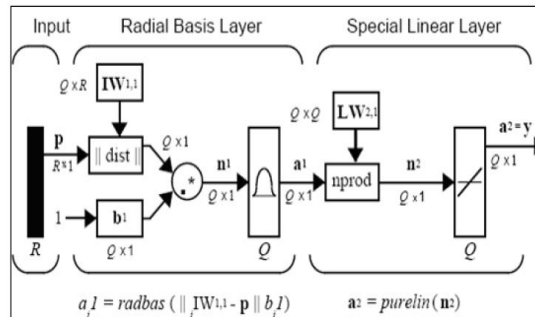 Input Radial Basis Layer Special Linear Layer
Q x R IW1,1
Q x Q LW2,1
p
R x 1
|| dist ||
Q x 1
.*
n1
Q x 1
a1
Q x 1
nprod
n2
Q x 1
a2 = y
Q x 1
1
b1
Q x 1
R Q Q
ai1 = radbas ( || iIW1,1 - p || bi1)
a2 = purelin (n2)